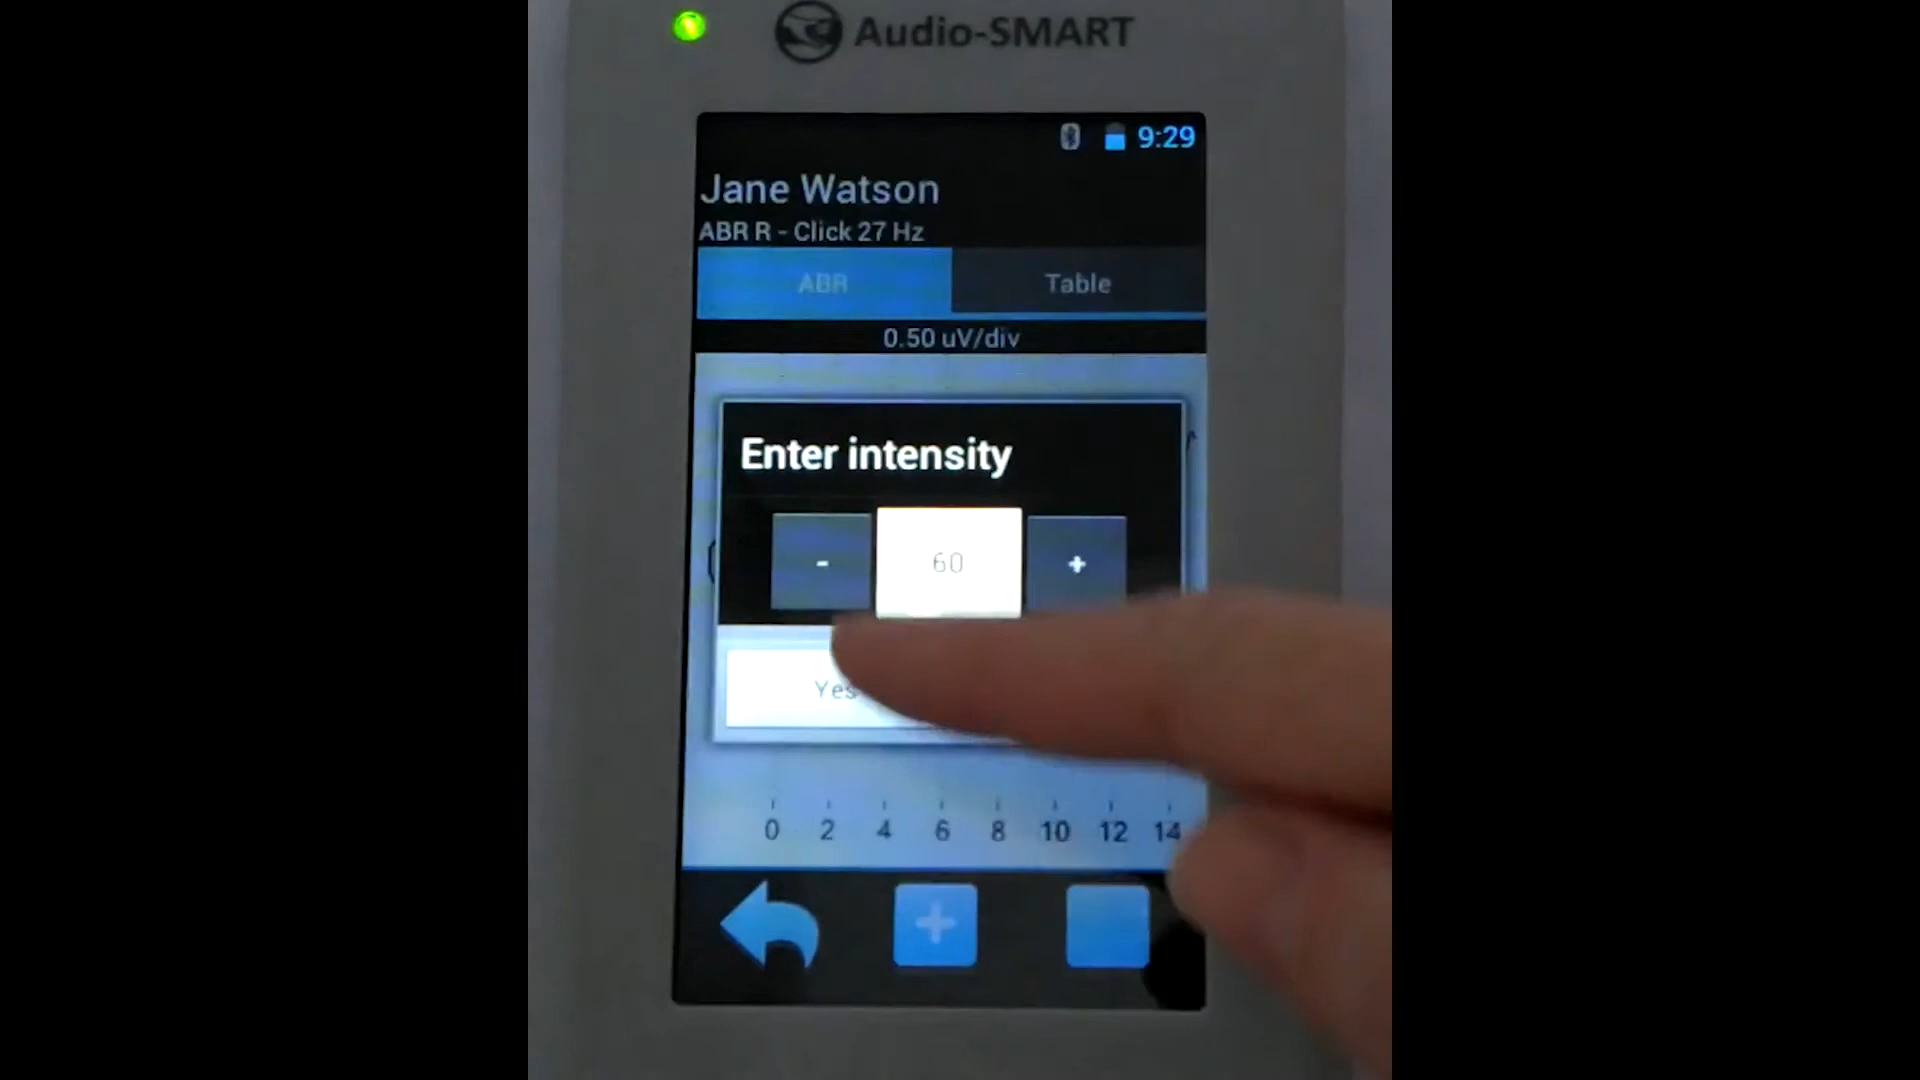 Audio-SMART
9:29
Jane Watson
ABR R - Click 27 Hz
ABR Table
0.50 uV/div
Enter intensity
- 60 +
Yes
0 2 4 6 8 10 12 14
+